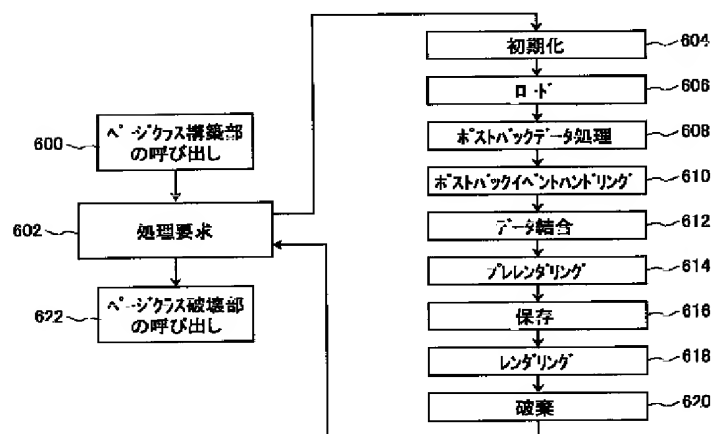 600
ページクラス構築部
の呼び出し
602
処理要求
622
ページクラス破壊部
の呼び出し
初期化
604
ロード
606
ポストバックデータ処理
608
ポストバックイベントハンドリング
610
データ結合
612
プレレンダリング
614
保存
616
レンダリング
618
破棄
620